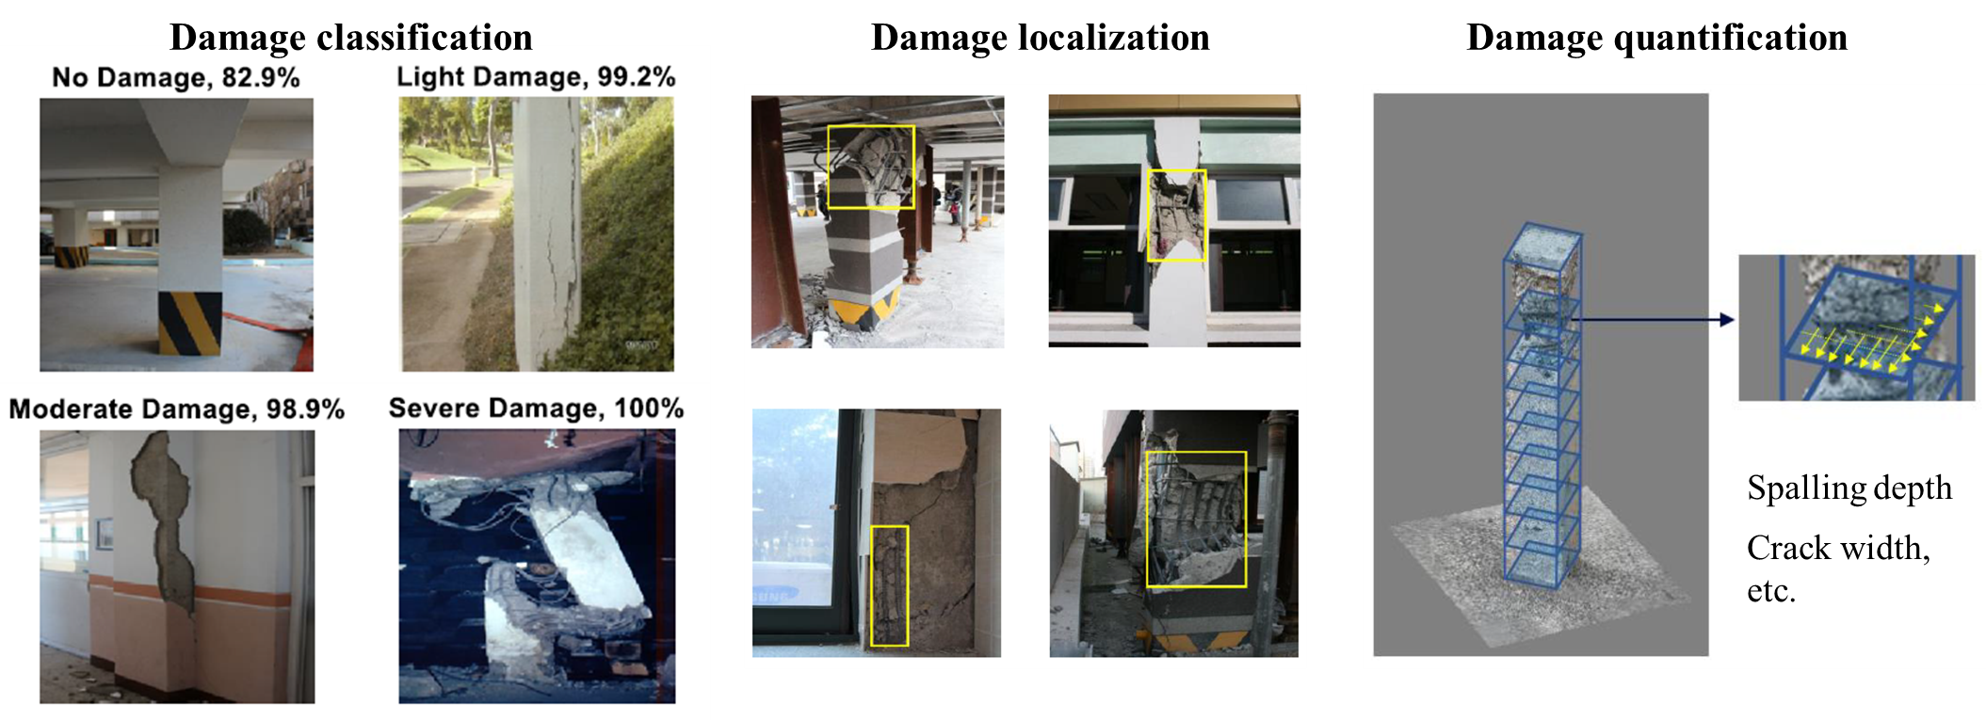 Damage classification
Damage localization
Damage quantification
No Damage, 82.9%
Light Damage, 99.2%
Moderate Damage, 98.9%
Severe Damage, 100%
Spalling depth
Crack width,
etc.